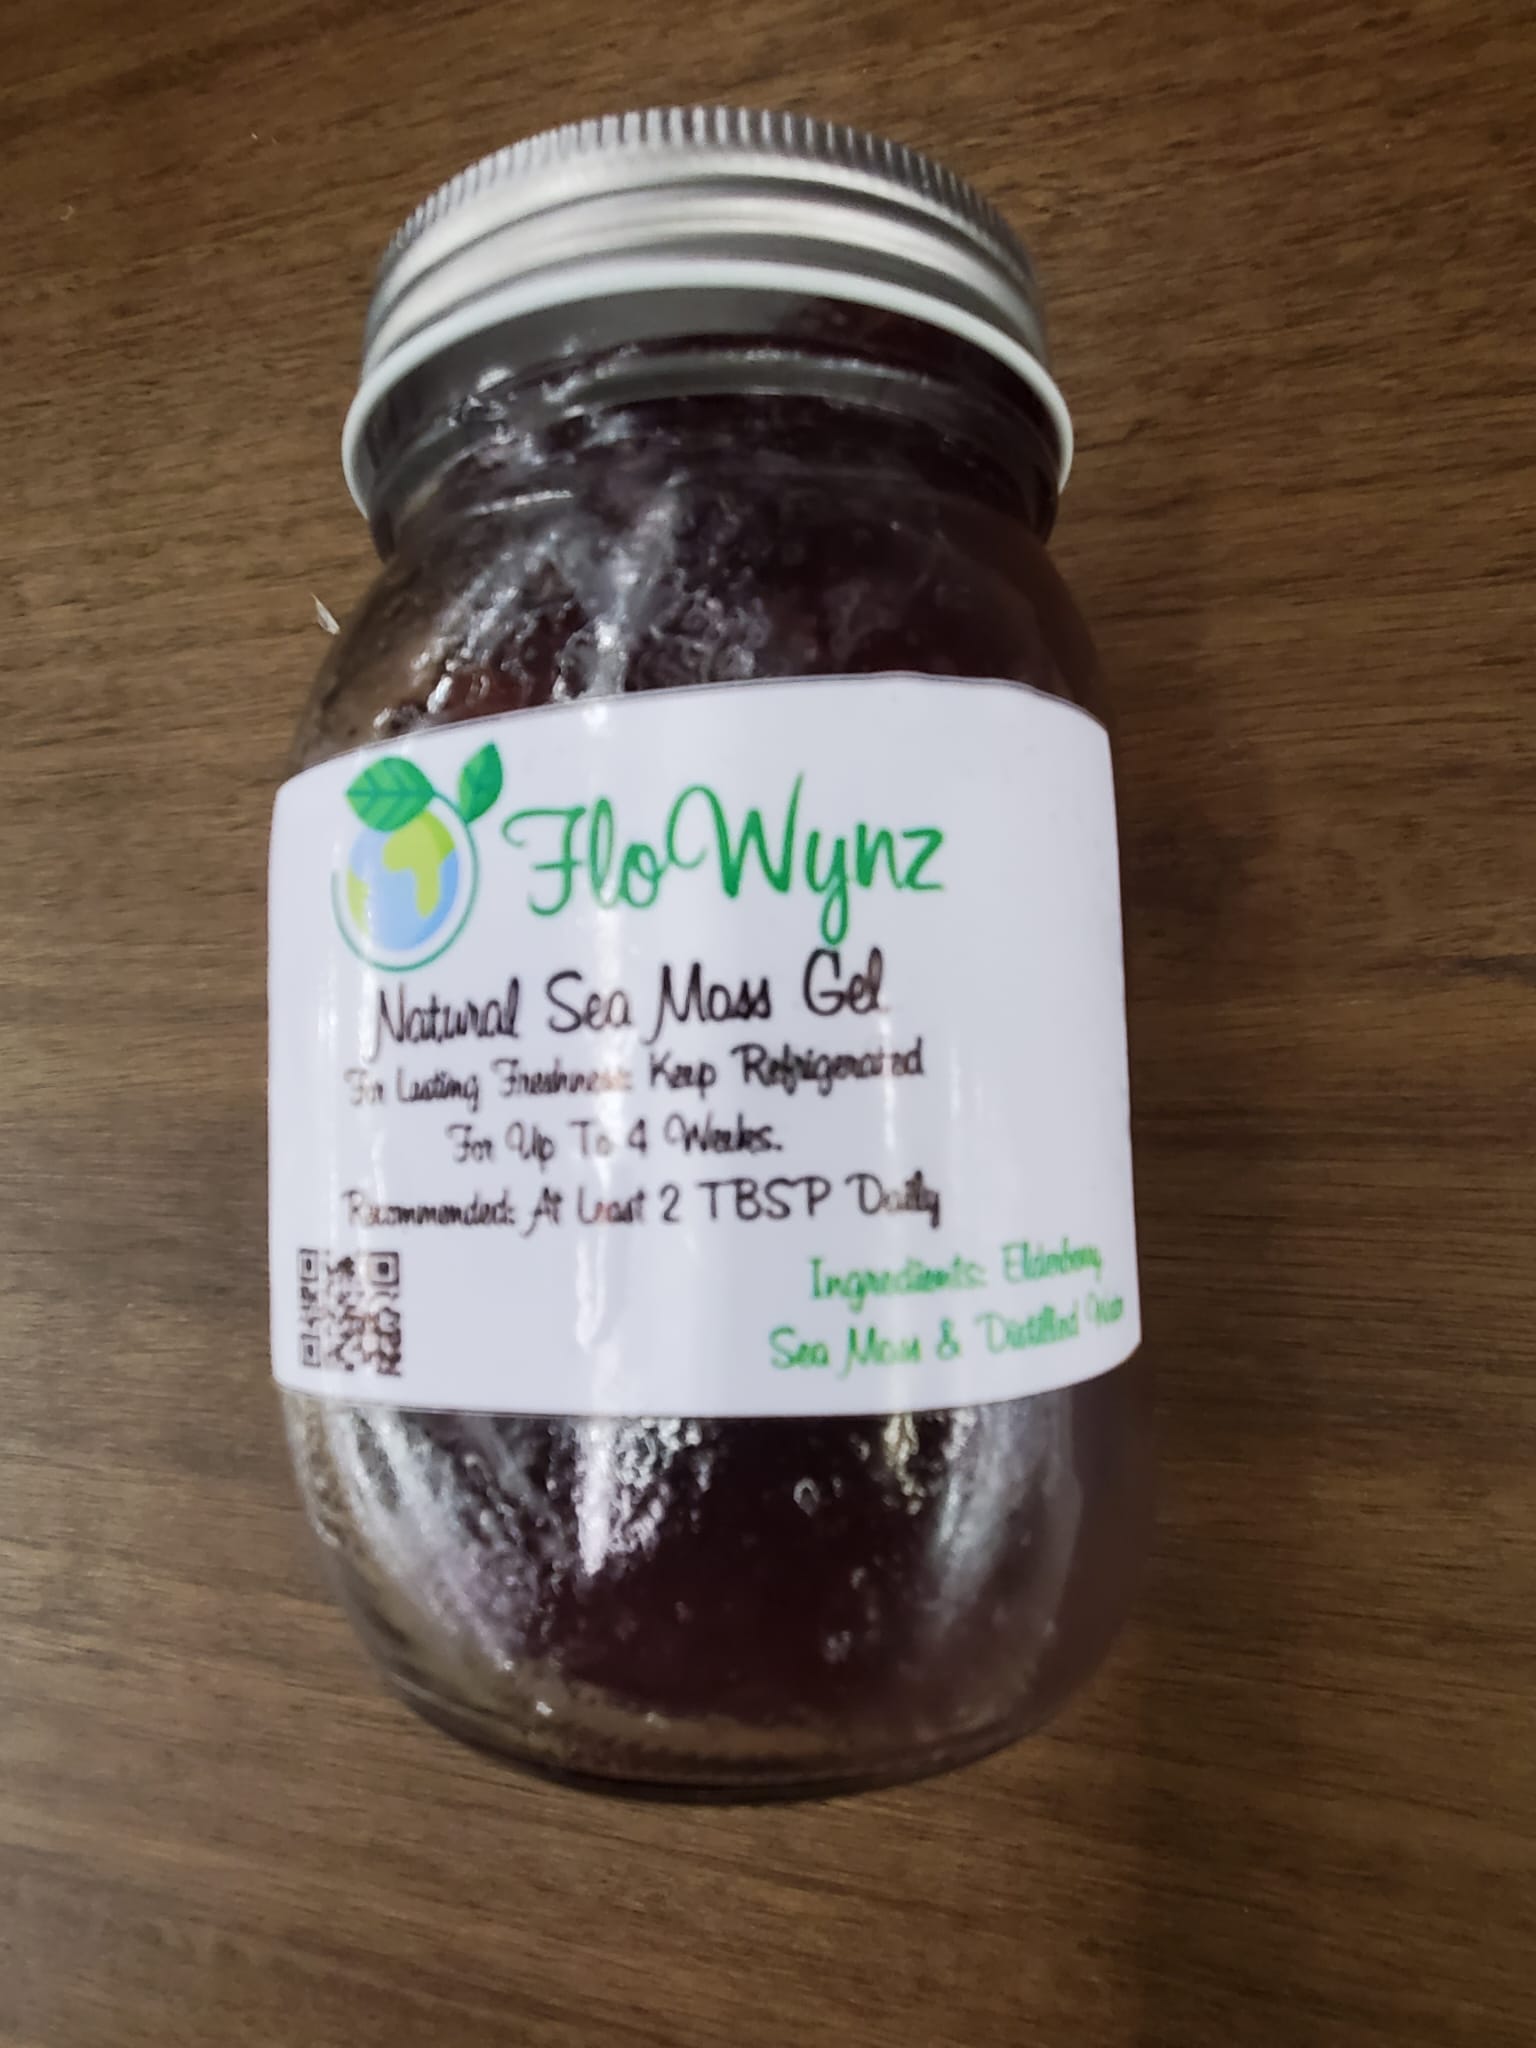 FloWynz
Natural Sea Moss Gel
For Lasting Freshness: Keep Refrigerated
For Up To 4 Weeks.
Recommended: At Least 2 TBSP Daily
Ingredients: Elderberry,
Sea Moss & Distilled Water